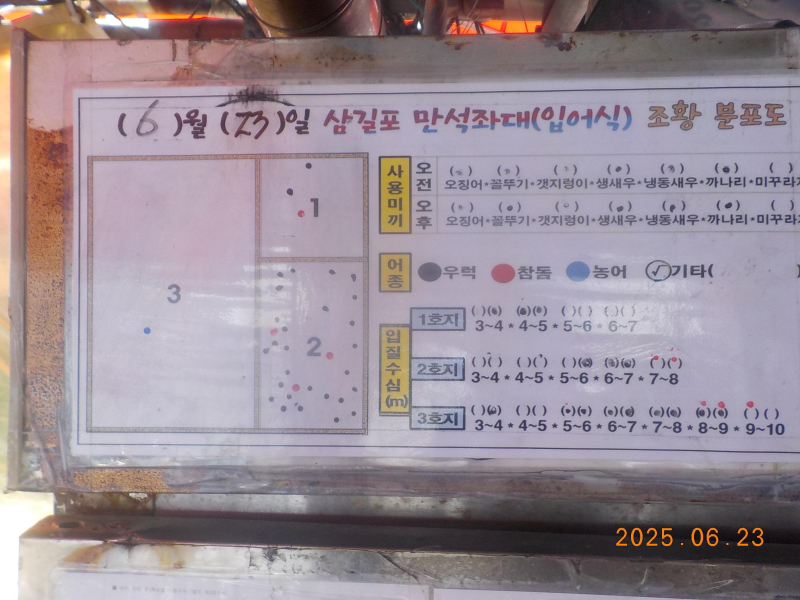 ( 6 )월 ( 23 )일 삼길포 만석좌대(입어식) 조황 분포도
1
2
3
사용미끼
오전
( ) ( ) ( ) ( ) ( ) ( ) ( )
오징어*꼴뚜기*갯지렁이*생새우*냉동새우*까나리*미꾸라
오후
( ) ( ) ( ) ( ) ( ) ( ) ( )
오징어*꼴뚜기*갯지렁이*생새우*냉동새우*까나리*미꾸라
어종
우럭 참돔 농어 기타( )
입질수심(m)
1호지
( )( ) ( )( ) ( )( ) ( )( )
3~4 * 4~5 * 5~6 * 6~7
2호지
( )( ) ( )( ) ( )( ) ( )( ) ( )( )
3~4 * 4~5 * 5~6 * 6~7 * 7~8
3호지
( )( ) ( )( ) ( )( ) ( )( ) ( )( ) ( )( ) ( )( )
3~4 * 4~5 * 5~6 * 6~7 * 7~8 * 8~9 * 9~10
2025.06.23